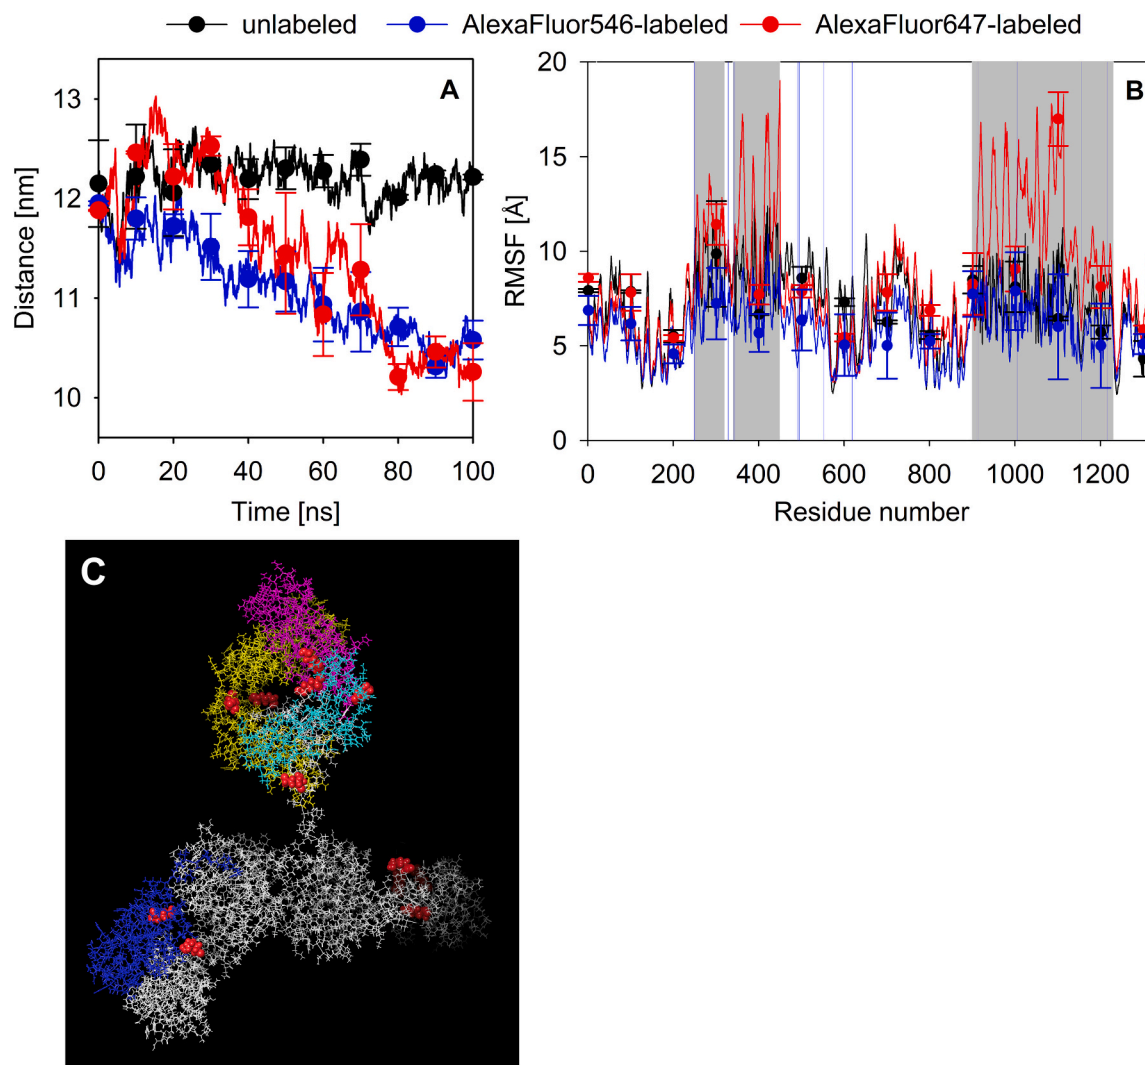 unlabeled AlexaFluor546-labeled AlexaFluor647-labeled
A
13
12
11
10
Distance [nm]
0 20 40 60 80 100
Time [ns]
B
20
15
10
5
0
RMSF [Å]
0 200 400 600 800 1000 1200
Residue number
C